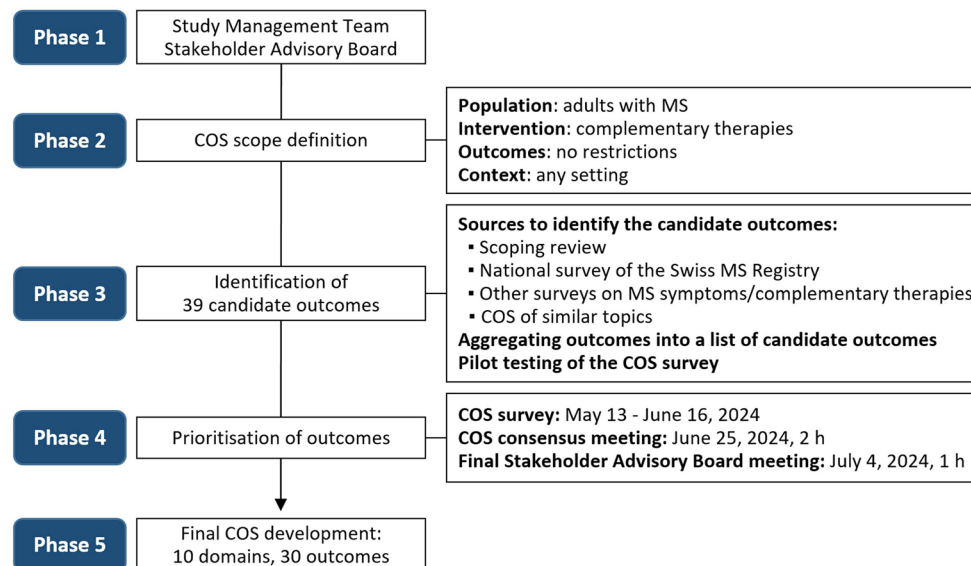 Phase 1
Study Management Team
Stakeholder Advisory Board
Phase 2
COS scope definition
Population: adults with MS
Intervention: complementary therapies
Outcomes: no restrictions
Context: any setting
Phase 3
Identification of
39 candidate outcomes
Sources to identify the candidate outcomes:
▪ Scoping review
▪ National survey of the Swiss MS Registry
▪ Other surveys on MS symptoms/complementary therapies
▪ COS of similar topics
Aggregating outcomes into a list of candidate outcomes
Pilot testing of the COS survey
Phase 4
Prioritisation of outcomes
COS survey: May 13 - June 16, 2024
COS consensus meeting: June 25, 2024, 2 h
Final Stakeholder Advisory Board meeting: July 4, 2024, 1 h
Phase 5
Final COS development:
10 domains, 30 outcomes